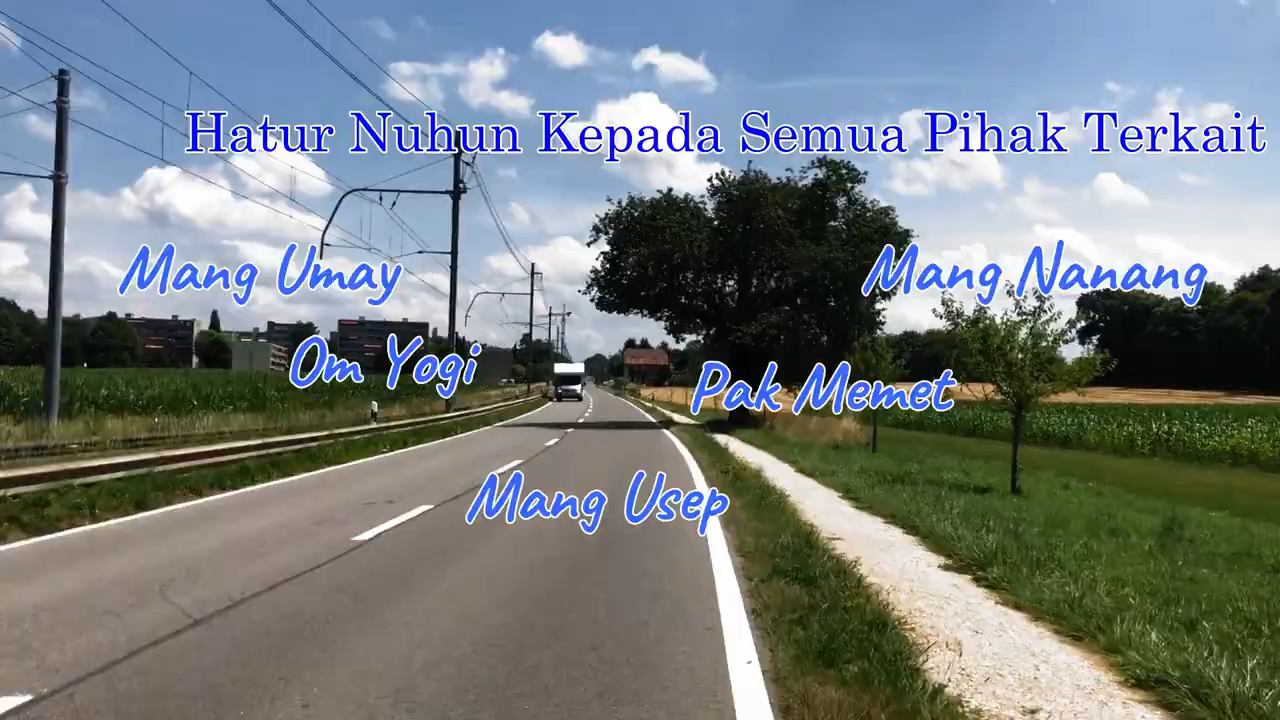 Hatur Nuhun Kepada Semua Pihak Terkait
Mang Umay
Mang Nanang
Om Yogi
Pak Memet
Mang Usep